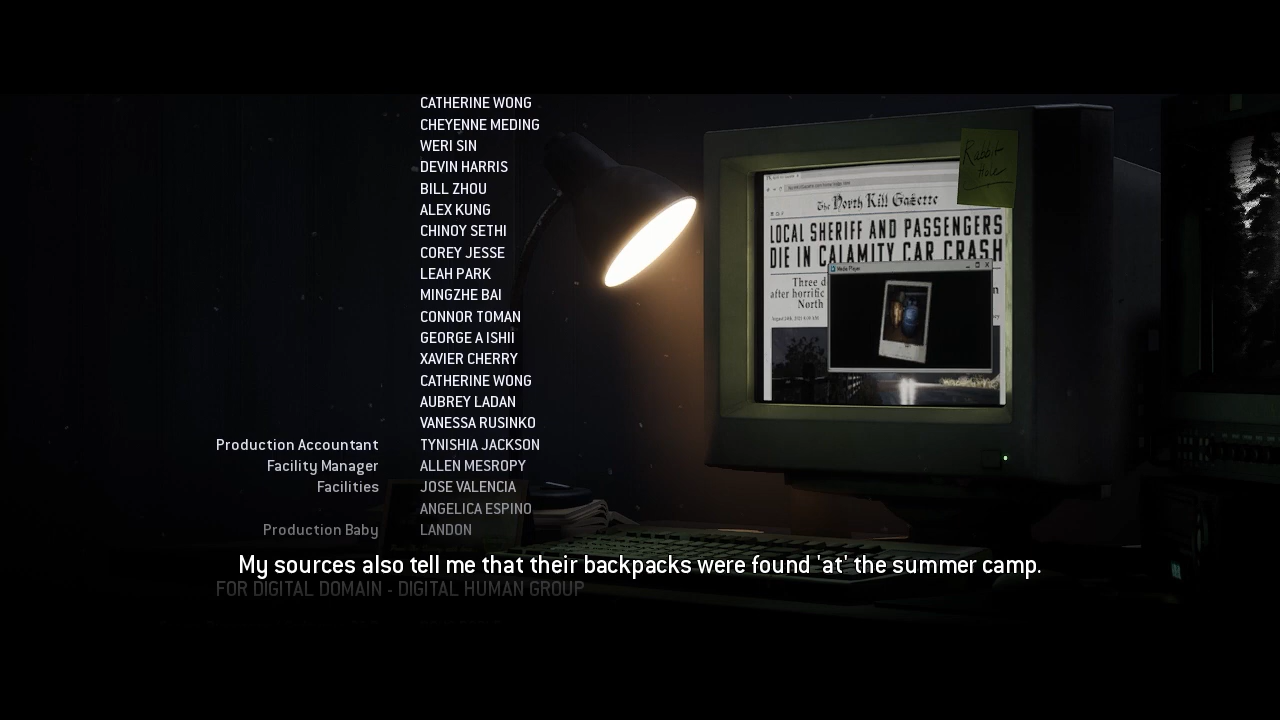 CATHERINE WONG
CHEYENNE MEDING
WERI SIN
DEVIN HARRIS
BILL ZHOU
ALEX KUNG
CHINOY SETHI
COREY JESSE
LEAH PARK
MINGZHE BAI
CONNOR TOMAN
GEORGE A ISHII
XAVIER CHERRY
CATHERINE WONG
AUBREY LADAN
VANESSA RUSINKO
Production Accountant TYNISHIA JACKSON
Facility Manager ALLEN MESROPY
Facilities JOSE VALENCIA
ANGELICA ESPINO
Production Baby LANDON
FOR DIGITAL DOMAIN - DIGITAL HUMAN GROUP
My sources also tell me that their backpacks were found 'at' the summer camp.
Rabbit
Hole
The North Kill Gazette
LOCAL SHERIFF AND PASSENGERS
DIE IN CALAMITY CAR CRASH
Media Player
Three d
after horrific
North